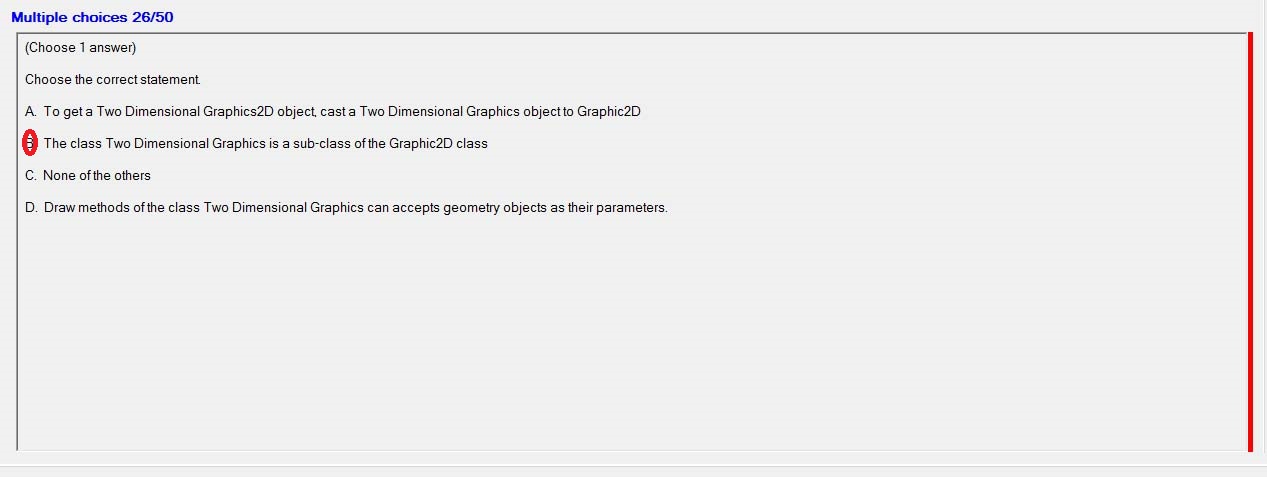 Multiple choices 26/50
(Choose 1 answer)
Choose the correct statement.
A. To get a Two Dimensional Graphics2D object, cast a Two Dimensional Graphics object to Graphic2D
B. The class Two Dimensional Graphics is a sub-class of the Graphic2D class
C. None of the others
D. Draw methods of the class Two Dimensional Graphics can accepts geometry objects as their parameters.